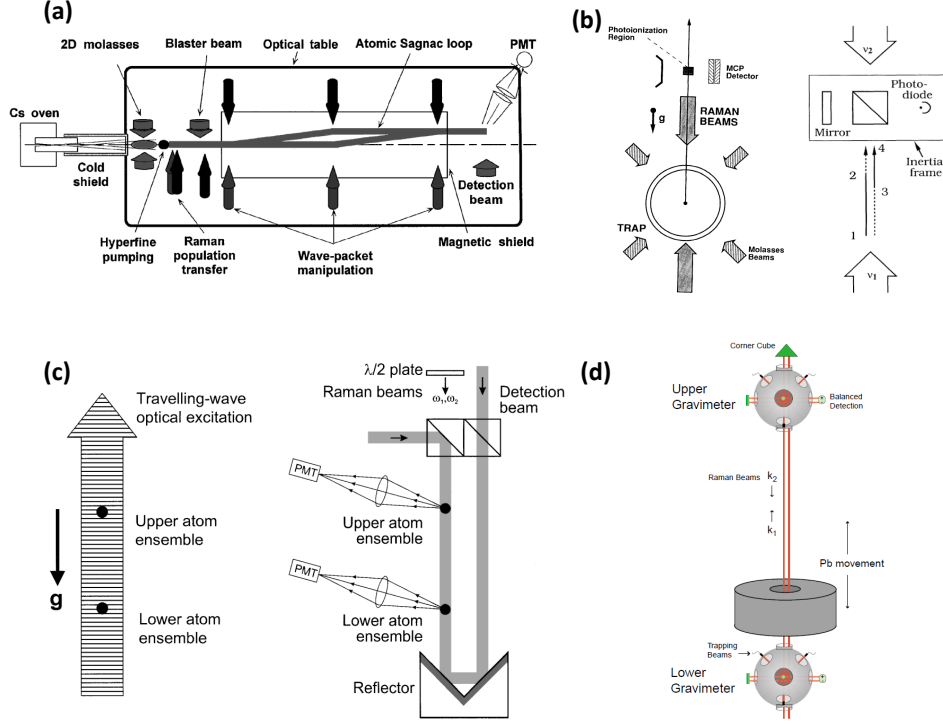 (a)
2D molasses
Blaster beam
Optical table
Atomic Sagnac loop
PMT
Cs oven
Cold
shield
Hyperfine
pumping
Raman
population
transfer
Wave-packet
manipulation
Detection
beam
Magnetic shield
(b)
Photoionization
Region
MCP
Detector
g
RAMAN
BEAMS
TRAP
Molasses
Beams
ν2
Photo-
diode
Mirror
Inertia
frame
4
2
3
1
ν1
(c)
Travelling-wave
optical excitation
Upper atom
ensemble
g
Lower atom
ensemble
λ/2 plate
Raman beams
ω1,ω2
Detection
beam
PMT
Upper atom
ensemble
PMT
Lower atom
ensemble
Reflector
(d)
Corner Cube
Upper
Gravimeter
Balanced
Detection
Raman Beams
k2
k1
Pb movement
Trapping
Beams
Lower
Gravimeter